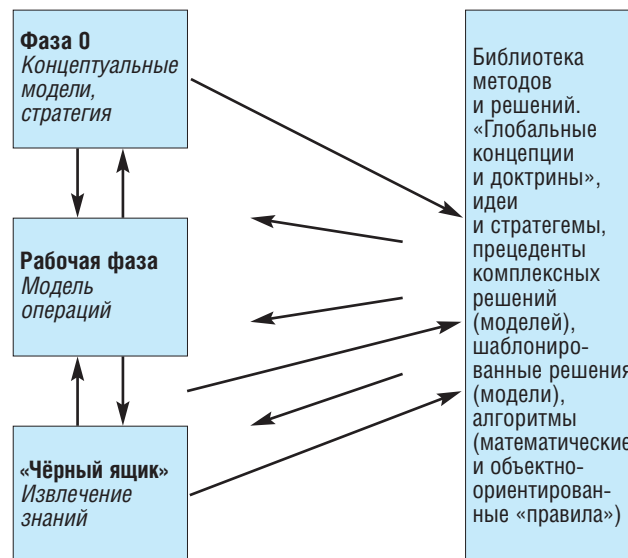 Фаза 0
Концептуальные
модели,
стратегия
Рабочая фаза
Модель
операций
«Чёрный ящик»
Извлечение
знаний
Библиотека
методов
и решений.
«Глобальные
концепции
и доктрины»,
идеи
и стратегемы,
прецеденты
комплексных
решений
(моделей),
шаблониро-
ванные решения
(модели),
алгоритмы
(математические
и объектно-
ориентирован-
ные «правила»)